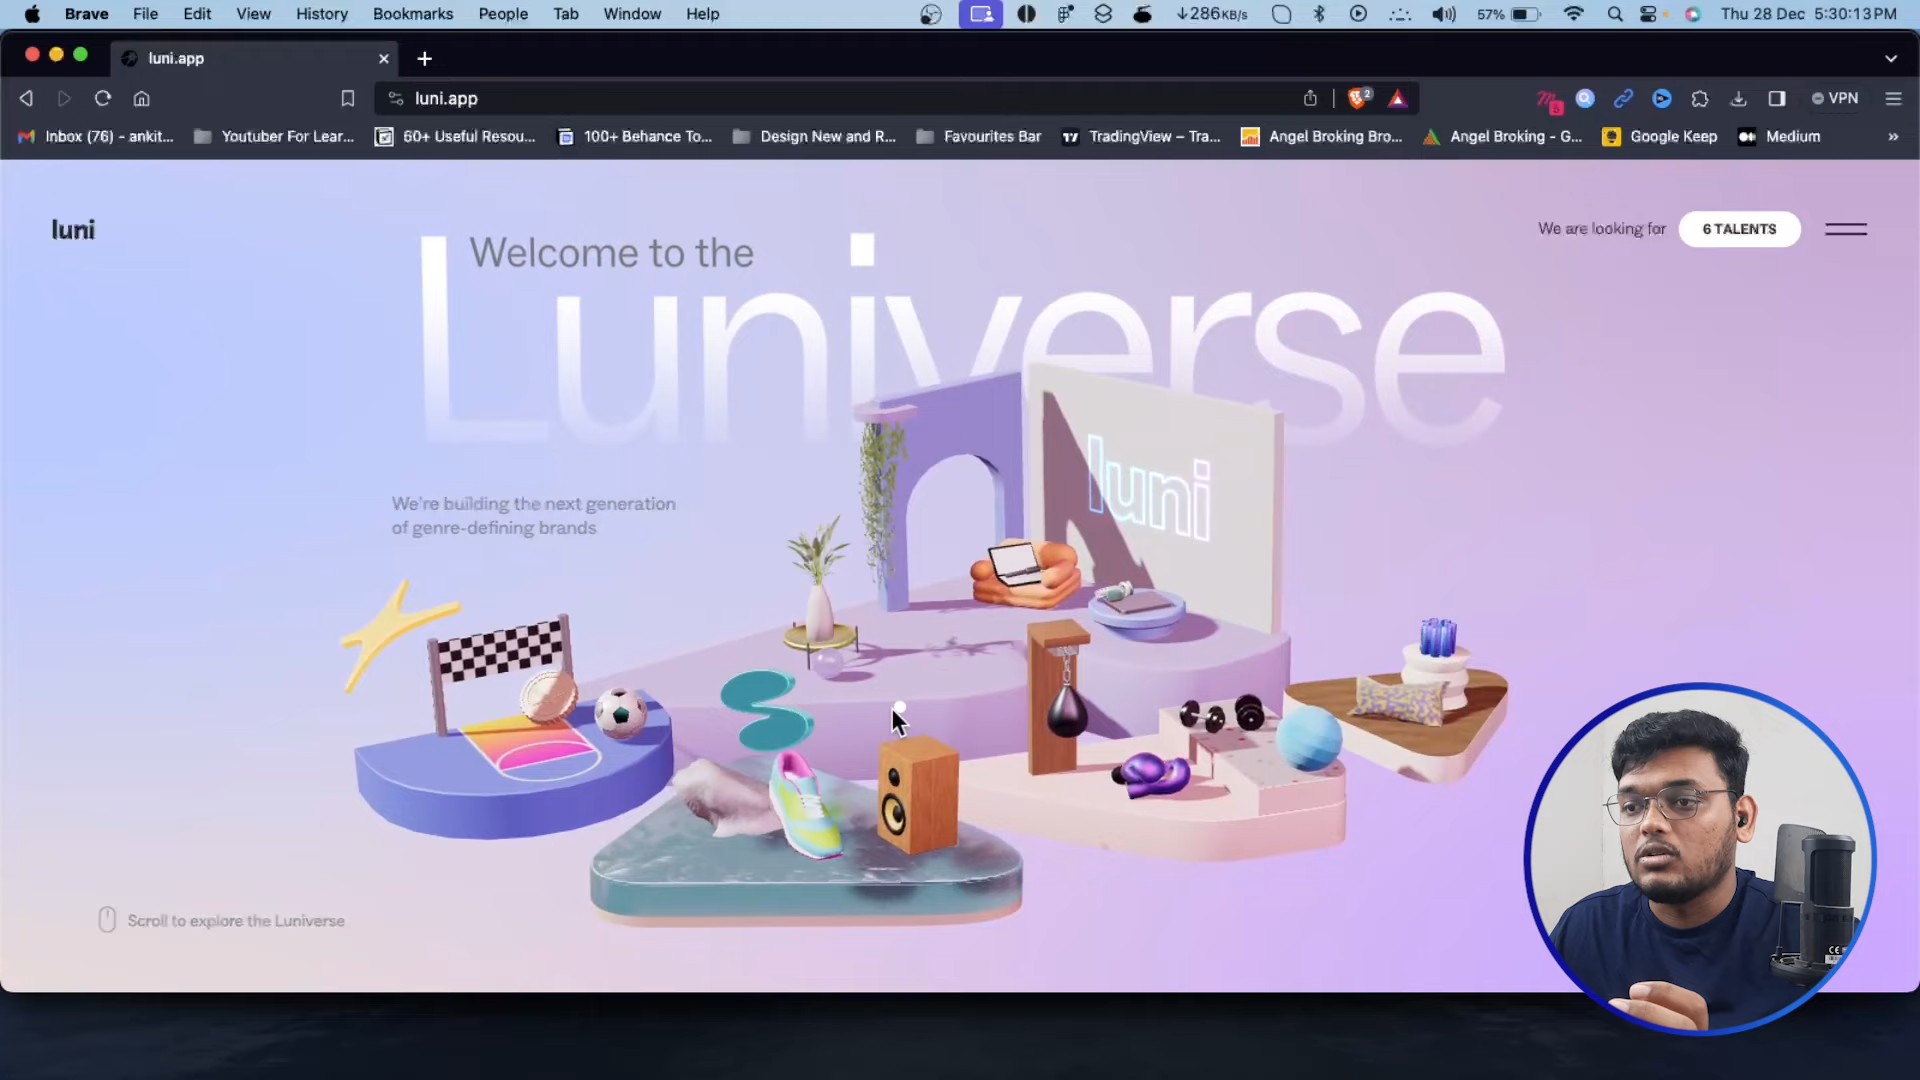 Brave File Edit View History Bookmarks People Tab Window Help ↓286KB/s 57% Thu 28 Dec 5:30:13 PM
luni.app
luni.app 2 5 VPN
Inbox (76) - ankit... Youtuber For Lear... 60+ Useful Resou... 100+ Behance To... Design New and R... Favourites Bar TradingView – Tra... Angel Broking Bro... Angel Broking - G... Google Keep Medium »
luni
We are looking for 6 TALENTS
Welcome to the
Luniverse
luni
We're building the next generation
of genre-defining brands
Scroll to explore the Luniverse